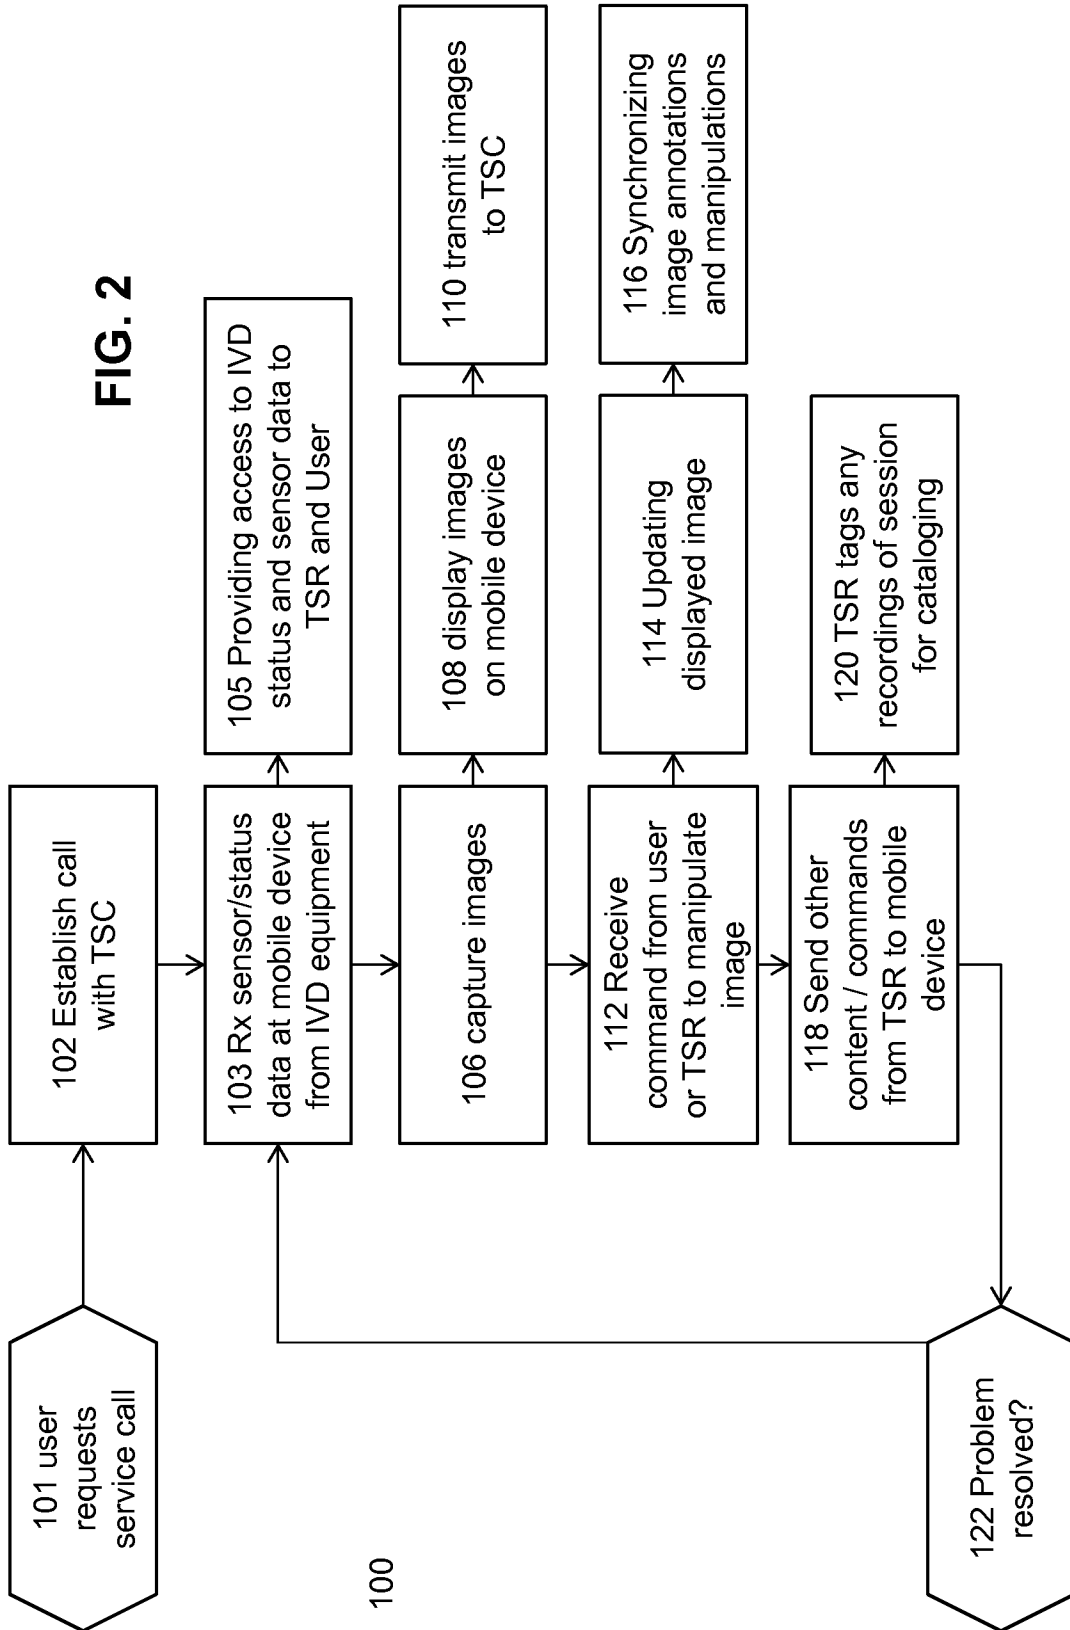 FIG. 2
101 user
requests
service call
102 Establish call
with TSC
103 Rx sensor/status
data at mobile device
from IVD equipment
105 Providing access to IVD
status and sensor data to
TSR and User
106 capture images
108 display images
on mobile device
110 transmit images
to TSC
112 Receive
command from user
or TSR to manipulate
image
114 Updating
displayed image
116 Synchronizing
image annotations
and manipulations
118 Send other
content / commands
from TSR to mobile
device
120 TSR tags any
recordings of session
for cataloging
122 Problem
resolved?
100